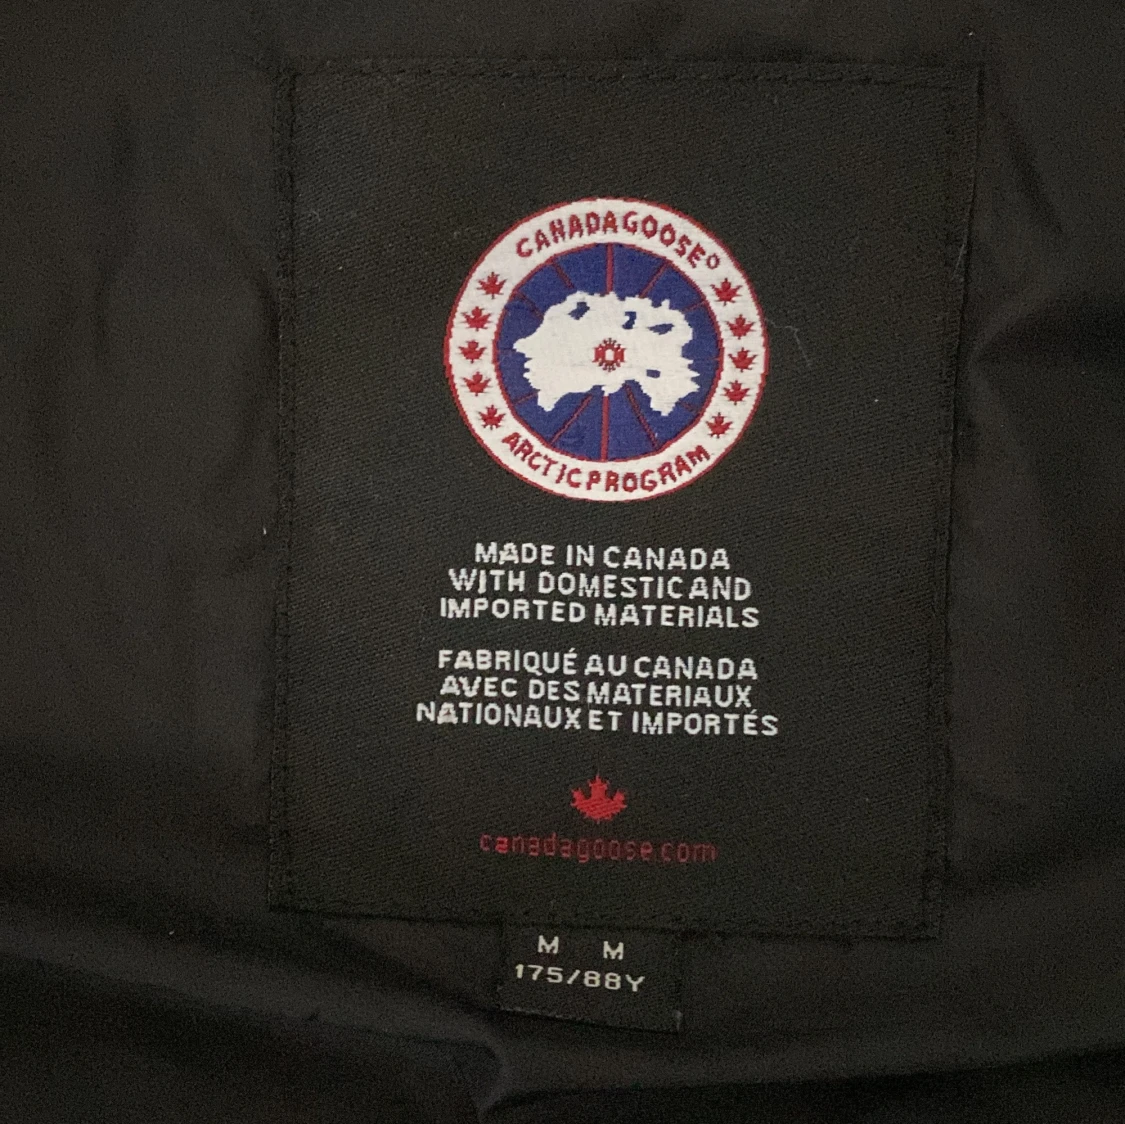 CANADA GOOSE®
ARCTIC PROGRAM
MADE IN CANADA
WITH DOMESTIC AND
IMPORTED MATERIALS
FABRIQUÉ AU CANADA
AVEC DES MATERIAUX
NATIONAUX ET IMPORTÉS
canadagoose.com
M M
175/88Y